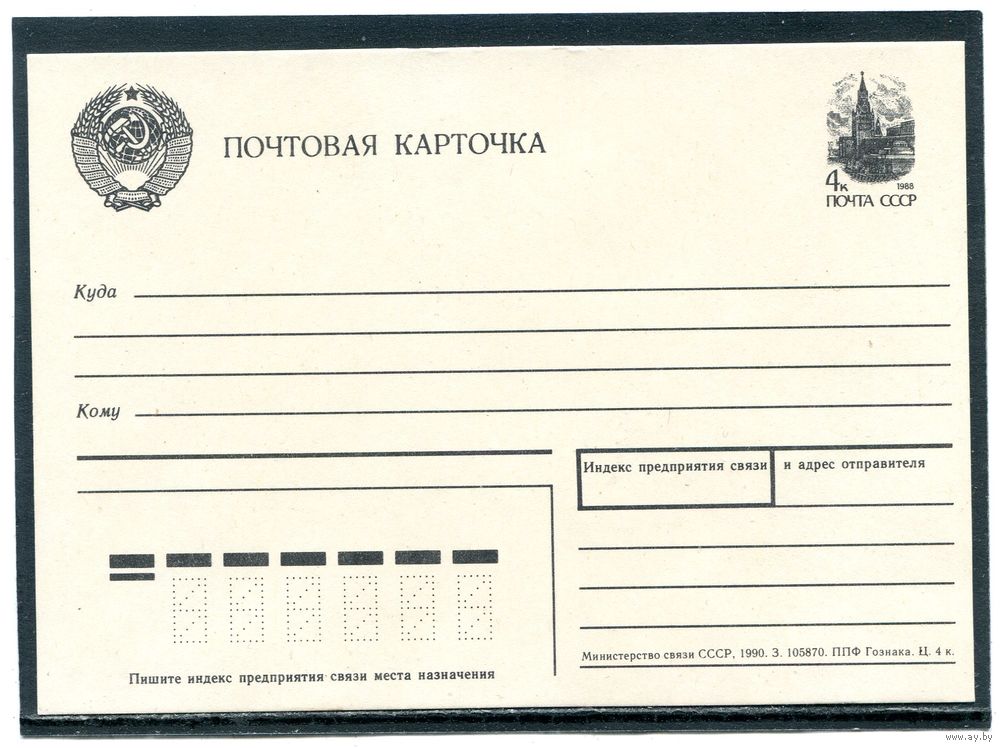 ПОЧТОВАЯ КАРТОЧКА
4к
1988
ПОЧТА СССР
Куда
Кому
Индекс предприятия связи
и адрес отправителя
Министерство связи СССР, 1990. З. 105870. ППФ Гознака. Ц. 4 к.
Пишите индекс предприятия связи места назначения
www.ay.by